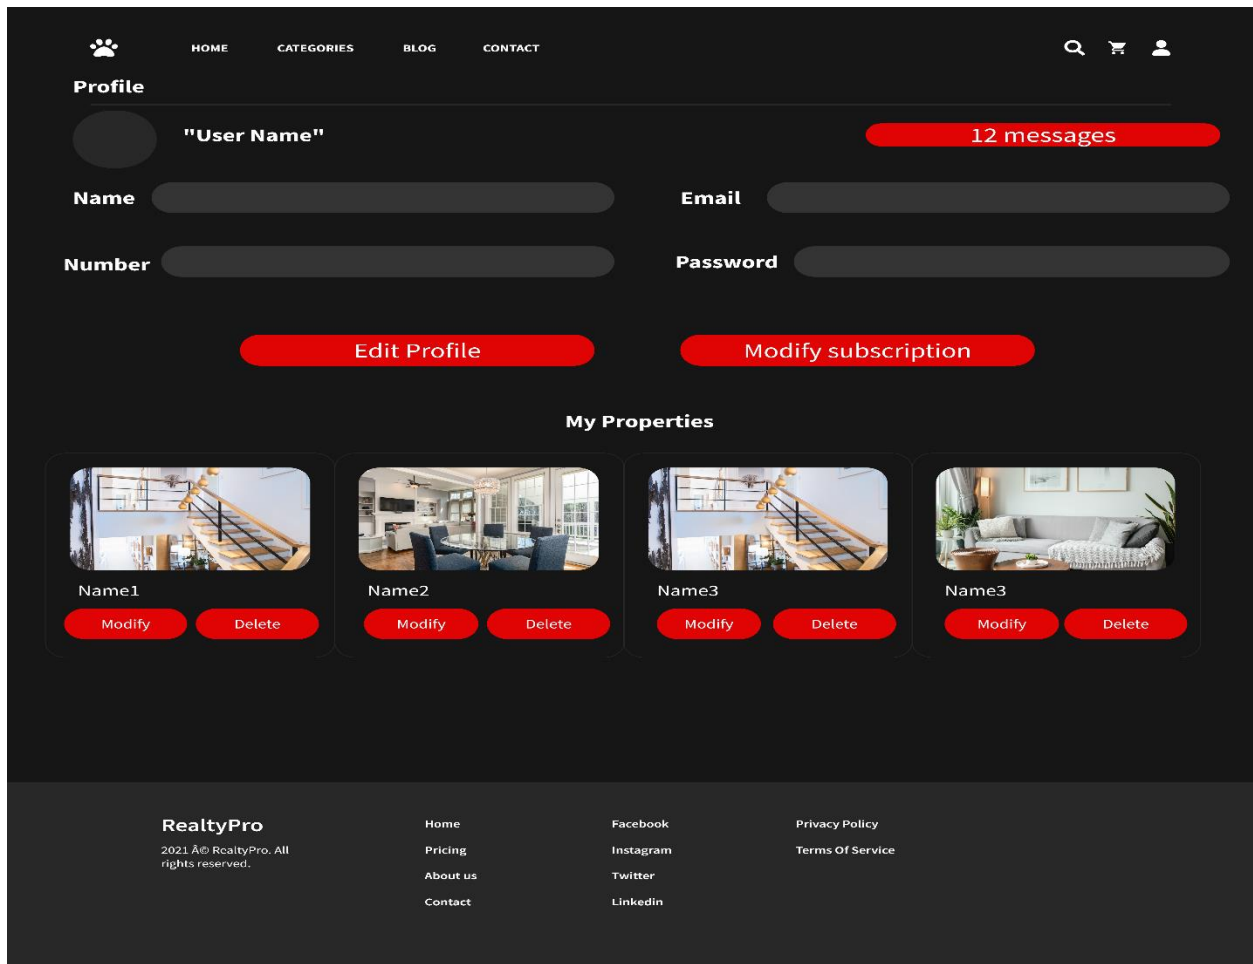 HOME CATEGORIES BLOG CONTACT
Profile
"User Name" 12 messages
Name Email
Number Password
Edit Profile Modify subscription
My Properties
Name1 Name2 Name3 Name3
Modify Delete Modify Delete Modify Delete Modify Delete
RealtyPro
2021 Â© RealtyPro. All
rights reserved.
Home
Pricing
About us
Contact
Facebook
Instagram
Twitter
Linkedin
Privacy Policy
Terms Of Service